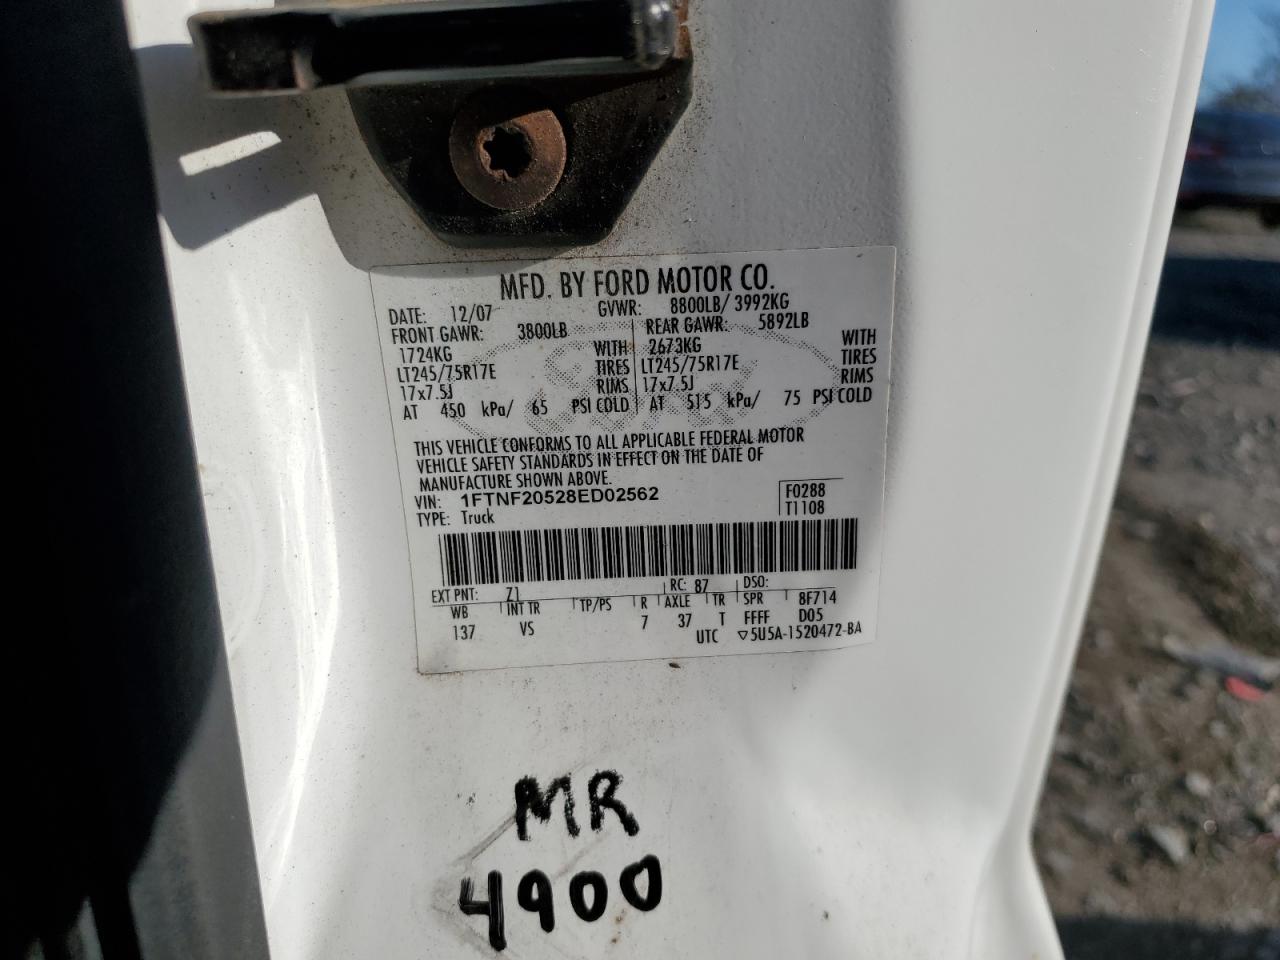 MFD. BY FORD MOTOR CO.
DATE: 12/07 GVWR: 8800LB/ 3992KG
FRONT GAWR: 3800LB REAR GAWR: 5892LB
1724KG WITH 2673KG WITH
LT245/75R17E TIRES LT245/75R17E TIRES
17x7.5J RIMS 17x7.5J RIMS
AT 450 kPa/ 65 PSI COLD AT 515 kPa/ 75 PSI COLD
THIS VEHICLE CONFORMS TO ALL APPLICABLE FEDERAL MOTOR
VEHICLE SAFETY STANDARDS IN EFFECT ON THE DATE OF
MANUFACTURE SHOWN ABOVE.
VIN: 1FTNF20528ED02562 F0288
TYPE: Truck T1108
EXT PNT: Z1 RC: 87 DSO:
WB INT TR TP/PS R AXLE TR SPR 8F714
137 VS 7 37 T FFFF D05
UTC ▽5U5A-1520472-BA
MR
4900